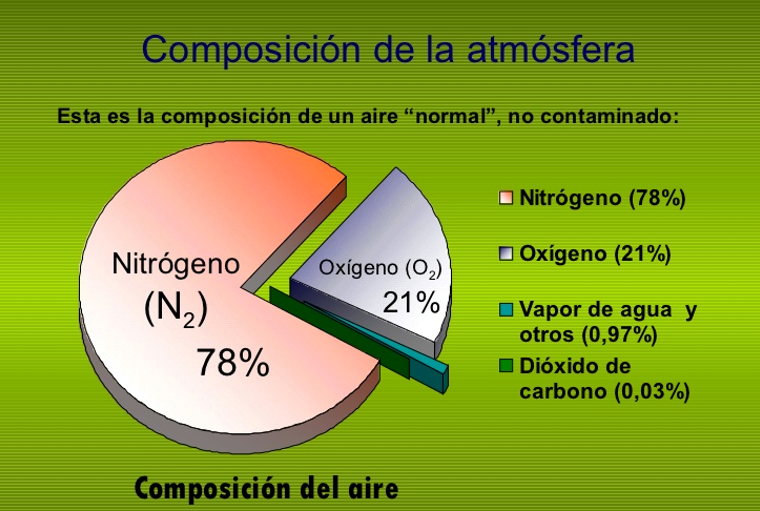 Composición de la atmósfera
Esta es la composición de un aire “normal”, no contaminado:
Nitrógeno
(N₂)
78%
Oxígeno (O₂)
21%
Nitrógeno (78%)
Oxígeno (21%)
Vapor de agua y
otros (0,97%)
Dióxido de
carbono (0,03%)
Composición del aire